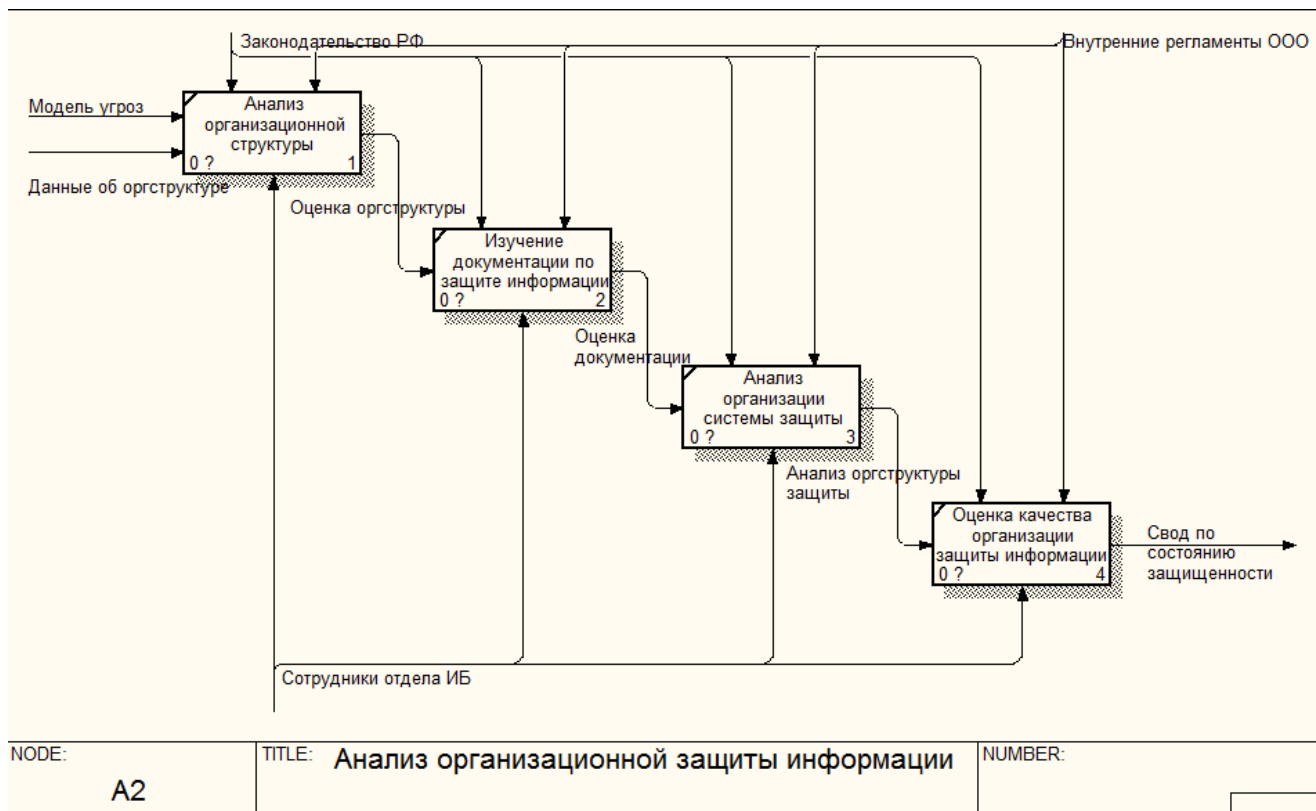 Законодательство РФ
Внутренние регламенты ООО
Модель угроз
Анализ
организационной
структуры
0 ?
1
Данные об оргструктуре
Оценка оргструктуры
Изучение
документации по
защите информации
0 ?
2
Оценка
документации
Анализ
организации
системы защиты
0 ?
3
Анализ оргструктуры
защиты
Оценка качества
организации
защиты информации
0 ?
4
Свод по
состоянию
защищенности
Сотрудники отдела ИБ
NODE:
A2
TITLE:
Анализ организационной защиты информации
NUMBER: